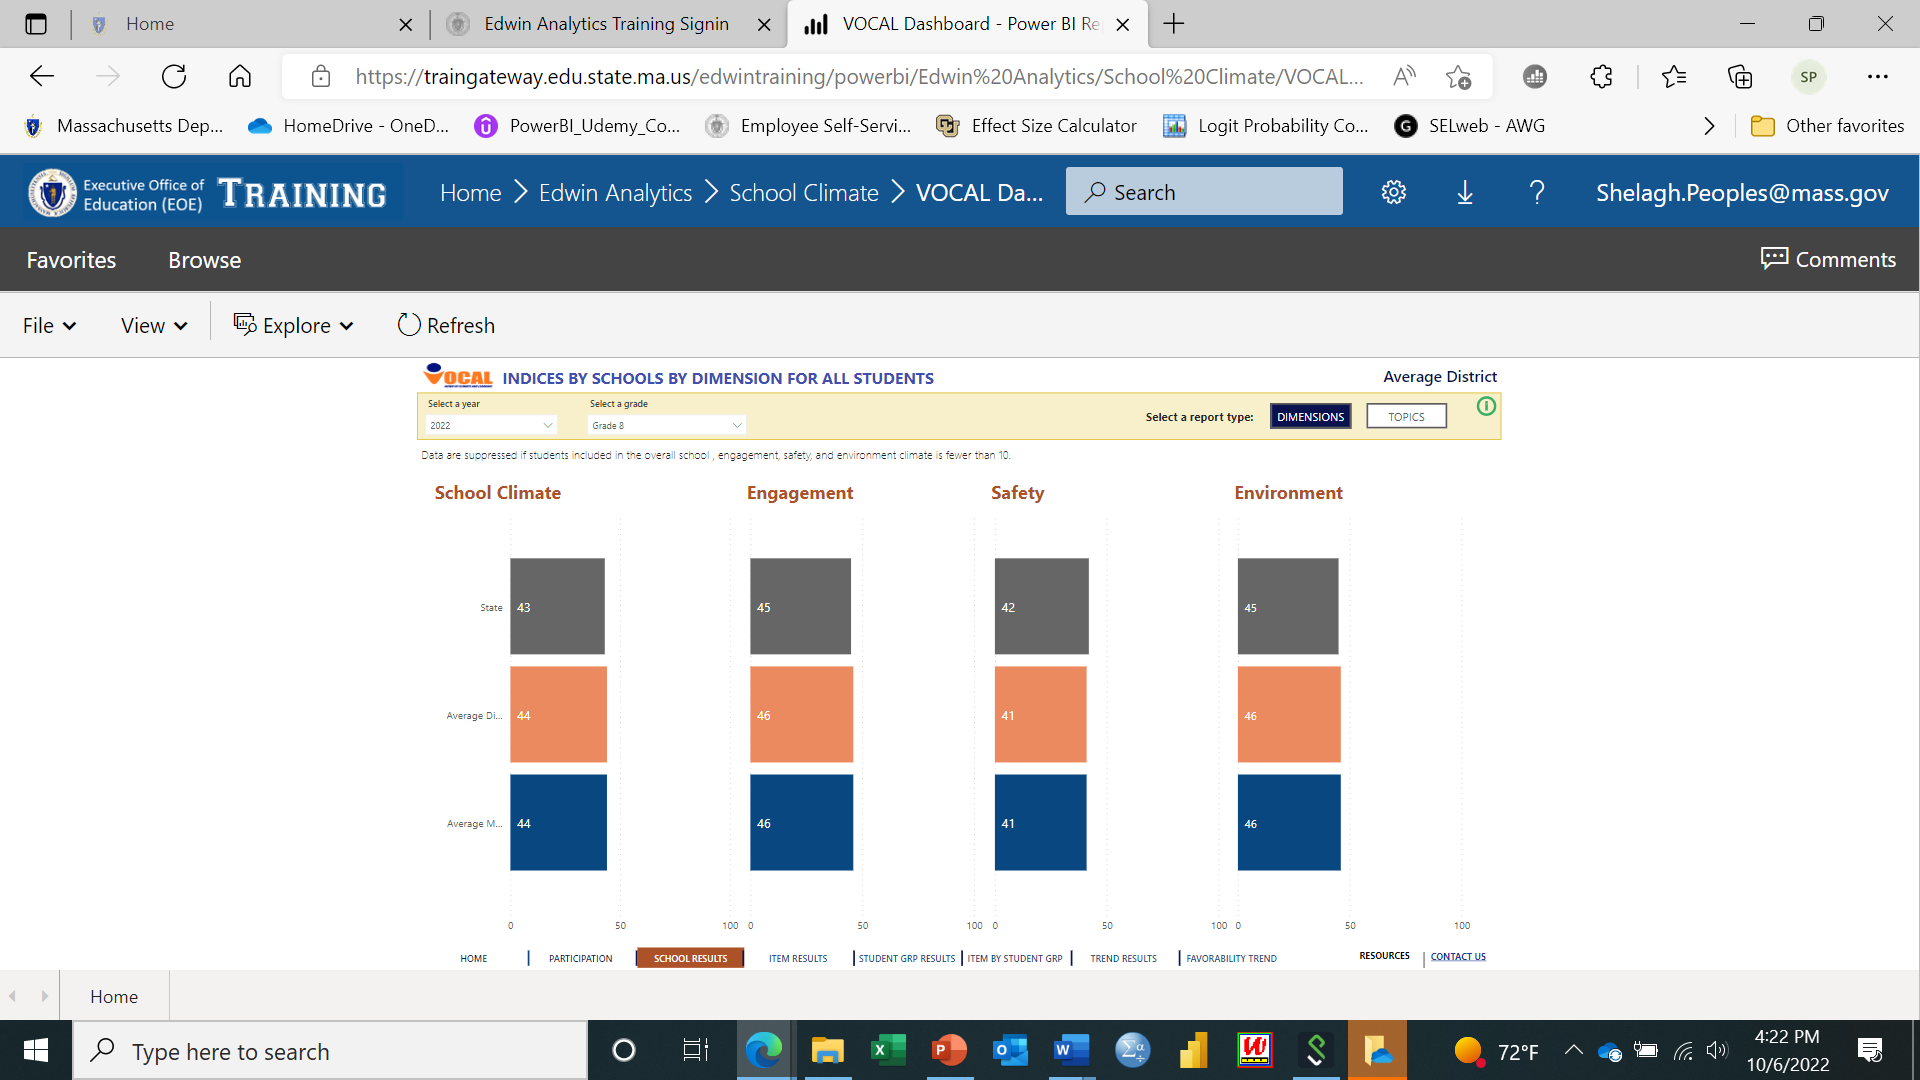 Home
Edwin Analytics Training Signin
VOCAL Dashboard - Power BI Re
https://traingateway.edu.state.ma.us/edwintraining/powerbi/Edwin%20Analytics/School%20Climate/VOCAL...
SP
Massachusetts Dep...
HomeDrive - OneD...
PowerBI_Udemy_Co...
Employee Self-Servi...
Effect Size Calculator
Logit Probability Co...
SELweb - AWG
Other favorites
Executive Office of
Education (EOE)
TRAINING
Home > Edwin Analytics > School Climate > VOCAL Da...
Search
?
Shelagh.Peoples@mass.gov
Favorites
Browse
Comments
File
View
Explore
Refresh
VOCAL
INDICES BY SCHOOLS BY DIMENSION FOR ALL STUDENTS
Average District
Select a year
2022
Select a grade
Grade 8
Select a report type:
DIMENSIONS
TOPICS
Data are suppressed if students included in the overall school , engagement, safety, and environment climate is fewer than 10.
School Climate
Engagement
Safety
Environment
State
43
45
42
45
Average Di...
44
46
41
46
Average M...
44
46
41
46
0 50 100
0 50 100
0 50 100
0 50 100
HOME
PARTICIPATION
SCHOOL RESULTS
ITEM RESULTS
STUDENT GRP RESULTS
ITEM BY STUDENT GRP
TREND RESULTS
FAVORABILITY TREND
RESOURCES
CONTACT US
Home
Type here to search
72°F
4:22 PM
10/6/2022